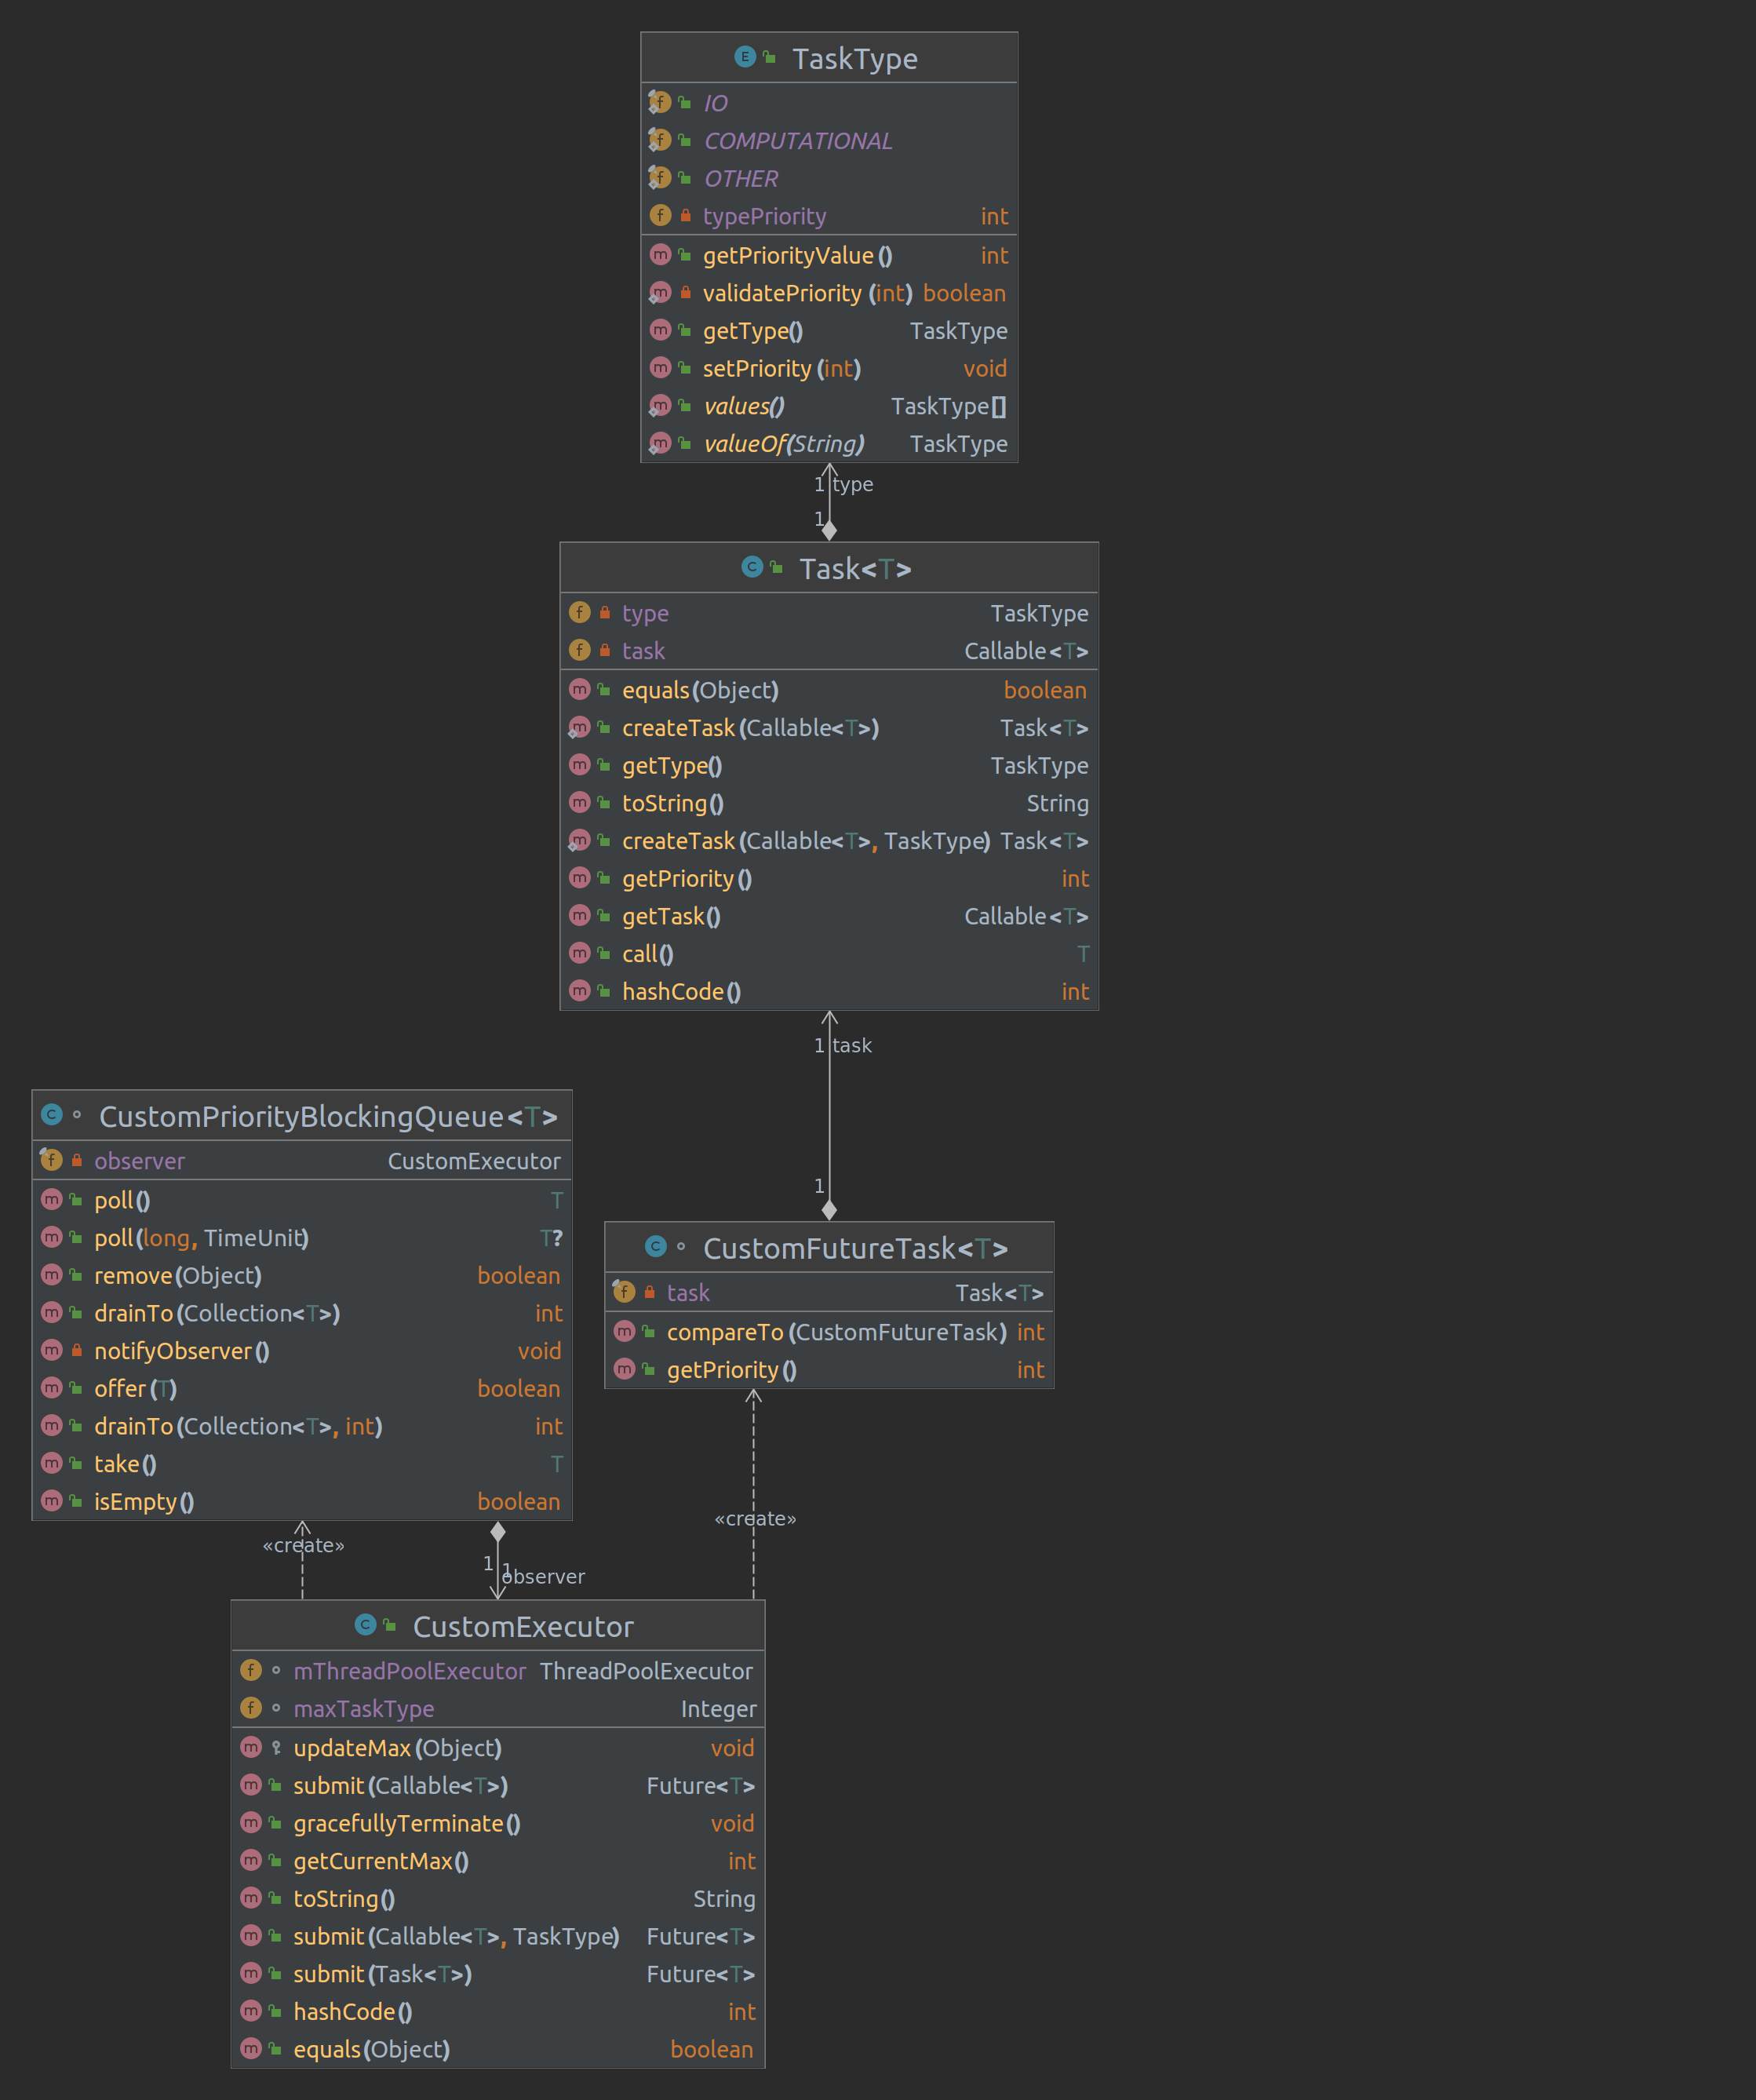 TaskType
IO
COMPUTATIONAL
OTHER
typePriority int
getPriorityValue() int
validatePriority(int) boolean
getType() TaskType
setPriority(int) void
values() TaskType[]
valueOf(String) TaskType
1 type
1
Task<T>
type TaskType
task Callable<T>
equals(Object) boolean
createTask(Callable<T>) Task<T>
getType() TaskType
toString() String
createTask(Callable<T>, TaskType) Task<T>
getPriority() int
getTask() Callable<T>
call() T
hashCode() int
1 task
1
CustomPriorityBlockingQueue<T>
observer CustomExecutor
poll() T
poll(long, TimeUnit) T?
remove(Object) boolean
drainTo(Collection<T>) int
notifyObserver() void
offer(T) boolean
drainTo(Collection<T>, int) int
take() T
isEmpty() boolean
CustomFutureTask<T>
task Task<T>
compareTo(CustomFutureTask) int
getPriority() int
«create»
«create»
1 1
observer
CustomExecutor
mThreadPoolExecutor ThreadPoolExecutor
maxTaskType Integer
updateMax(Object) void
submit(Callable<T>) Future<T>
gracefullyTerminate() void
getCurrentMax() int
toString() String
submit(Callable<T>, TaskType) Future<T>
submit(Task<T>) Future<T>
hashCode() int
equals(Object) boolean